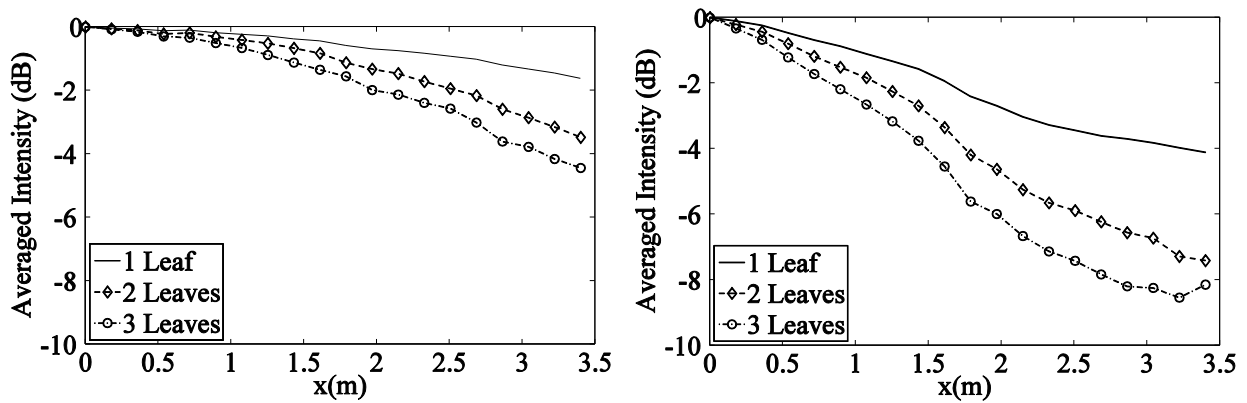 Averaged Intensity (dB)
0
-2
-4
-6
-8
-10
1 Leaf
2 Leaves
3 Leaves
0 0.5 1 1.5 2 2.5 3 3.5
x(m)
Averaged Intensity (dB)
0
-2
-4
-6
-8
-10
1 Leaf
2 Leaves
3 Leaves
0 0.5 1 1.5 2 2.5 3 3.5
x(m)